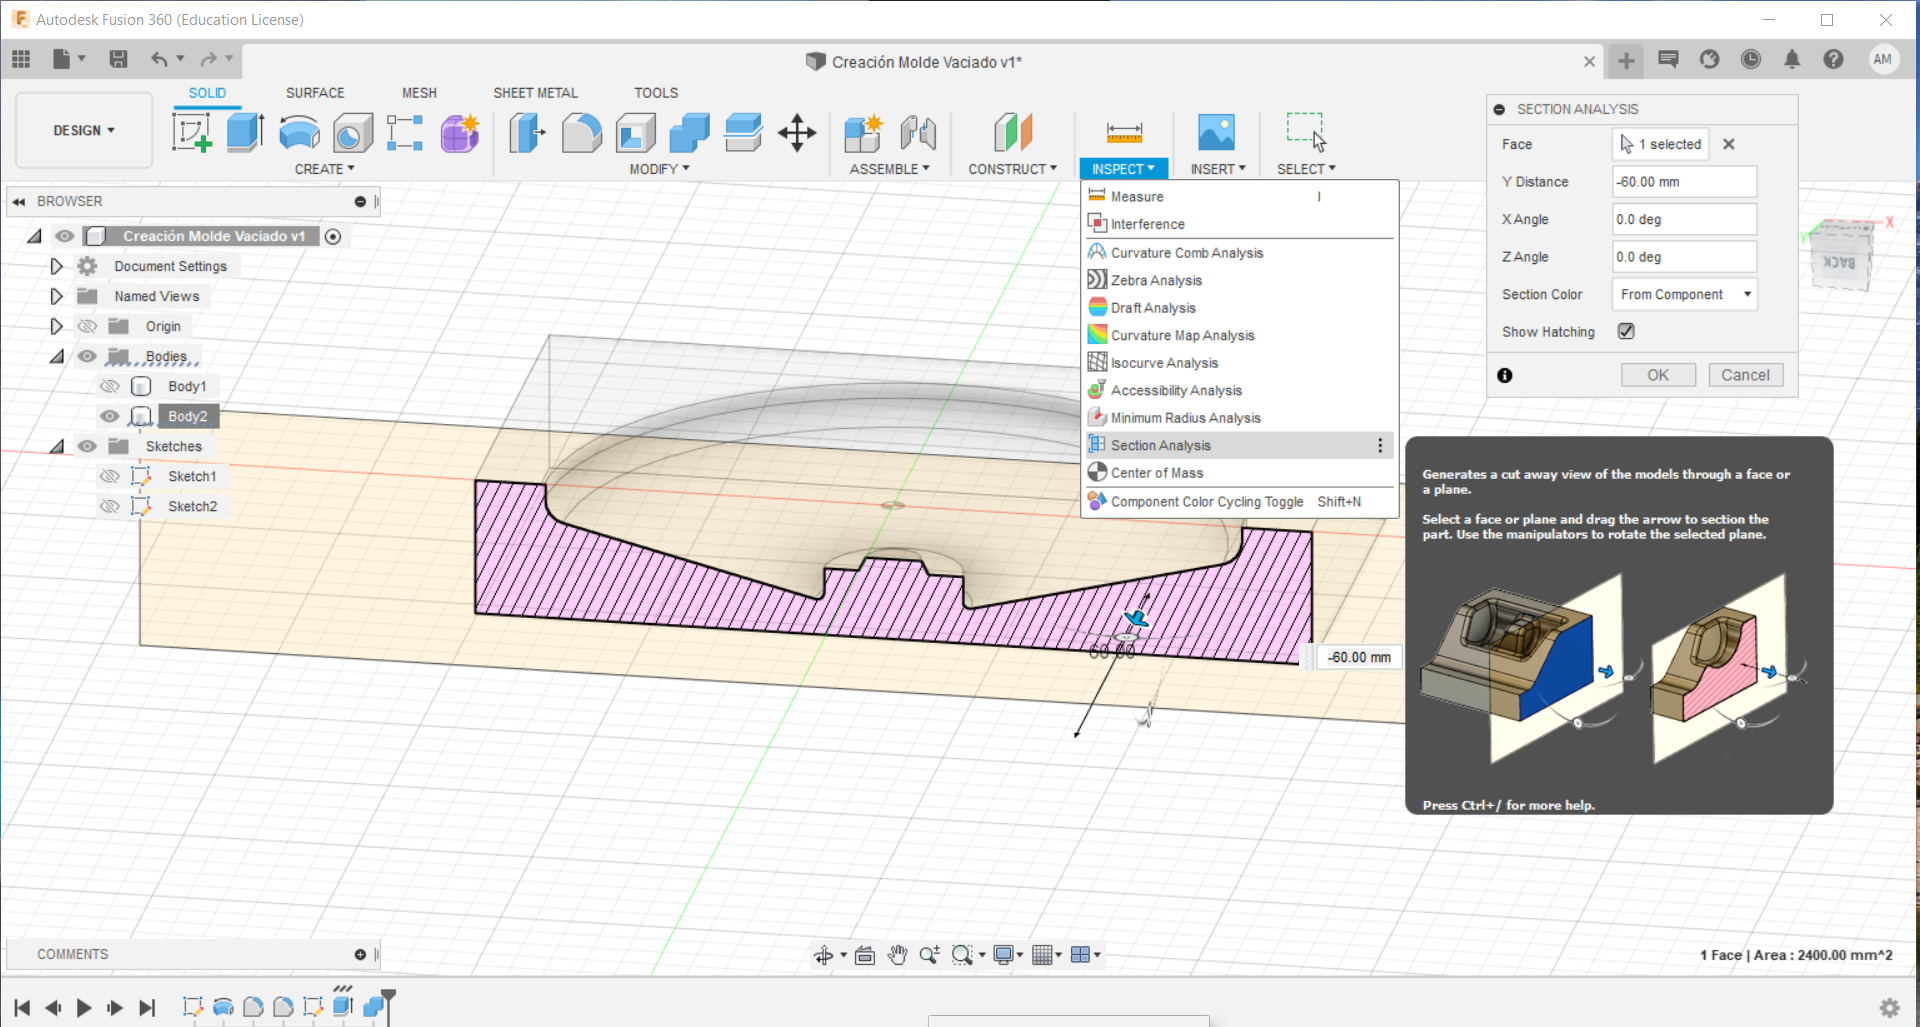 Autodesk Fusion 360 (Education License)
Creación Molde Vaciado v1*
AM
DESIGN
SOLID
SURFACE
MESH
SHEET METAL
TOOLS
CREATE
MODIFY
ASSEMBLE
CONSTRUCT
INSPECT
INSERT
SELECT
BROWSER
Creación Molde Vaciado v1
Document Settings
Named Views
Origin
Bodies
Body1
Body2
Sketches
Sketch1
Sketch2
Measure I
Interference
Curvature Comb Analysis
Zebra Analysis
Draft Analysis
Curvature Map Analysis
Isocurve Analysis
Accessibility Analysis
Minimum Radius Analysis
Section Analysis
Center of Mass
Component Color Cycling Toggle Shift+N
SECTION ANALYSIS
Face 1 selected
Y Distance -60.00 mm
X Angle 0.0 deg
Z Angle 0.0 deg
Section Color From Component
Show Hatching
OK Cancel
X
Y
BACK
Generates a cut away view of the models through a face or
a plane.
Select a face or plane and drag the arrow to section the
part. Use the manipulators to rotate the selected plane.
Press Ctrl+/ for more help.
60.00
-60.00 mm
COMMENTS
1 Face | Area : 2400.00 mm^2